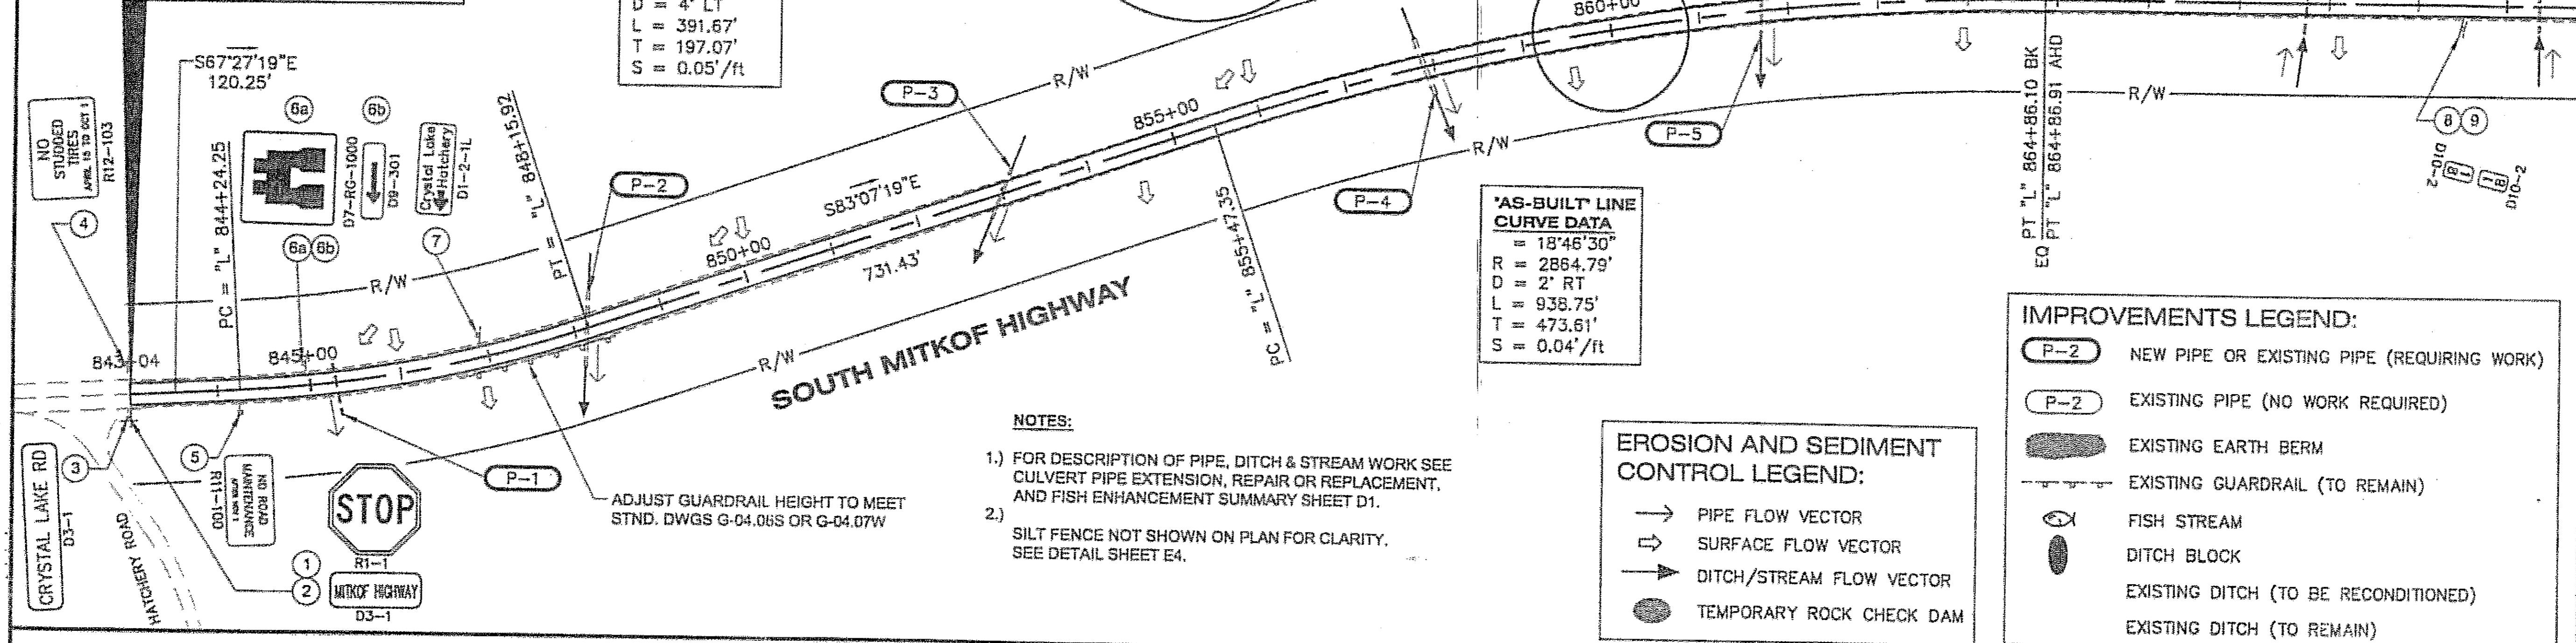 D = 4° LT
L = 391.67'
T = 197.07'
S = 0.05'/ft
S67°27'19"E
120.25'
NO
STUDDED
TIRES
APRIL 15 TO OCT 1
R12-103
4
PC = "L" 844+24.25
6a
6b
D7-RG-1000
D9-301
Crystal Lake
Hatchery
D1-2-1L
6a
6b
7
PT = "L" 848+15.92
P-2
P-3
R/W
R/W
S83°07'19"E
731.43'
843+04
845+00
850+00
855+00
860+00
PC = "L" 855+47.35
P-4
P-5
R/W
R/W
R/W
SOUTH MITKOF HIGHWAY
"AS-BUILT" LINE
CURVE DATA
= 18°46'30"
R = 2864.79'
D = 2° RT
L = 938.75'
T = 473.61'
S = 0.04'/ft
EQ
PT "L" 864+86.10 BK
PT "L" 864+86.91 AHD
8
9
D10-2
D10-2
CRYSTAL LAKE RD
D3-1
3
5
HATCHERY ROAD
NO ROAD
MAINTENANCE
R11-100
STOP
R1-1
1
2
MITKOF HIGHWAY
D3-1
P-1
ADJUST GUARDRAIL HEIGHT TO MEET
STND. DWGS G-04.06S OR G-04.07W
NOTES:
1.) FOR DESCRIPTION OF PIPE, DITCH & STREAM WORK SEE
CULVERT PIPE EXTENSION, REPAIR OR REPLACEMENT,
AND FISH ENHANCEMENT SUMMARY SHEET D1.
2.)
SILT FENCE NOT SHOWN ON PLAN FOR CLARITY.
SEE DETAIL SHEET E4.
EROSION AND SEDIMENT
CONTROL LEGEND:
PIPE FLOW VECTOR
SURFACE FLOW VECTOR
DITCH/STREAM FLOW VECTOR
TEMPORARY ROCK CHECK DAM
IMPROVEMENTS LEGEND:
P-2 NEW PIPE OR EXISTING PIPE (REQUIRING WORK)
P-2 EXISTING PIPE (NO WORK REQUIRED)
EXISTING EARTH BERM
EXISTING GUARDRAIL (TO REMAIN)
FISH STREAM
DITCH BLOCK
EXISTING DITCH (TO BE RECONDITIONED)
EXISTING DITCH (TO REMAIN)